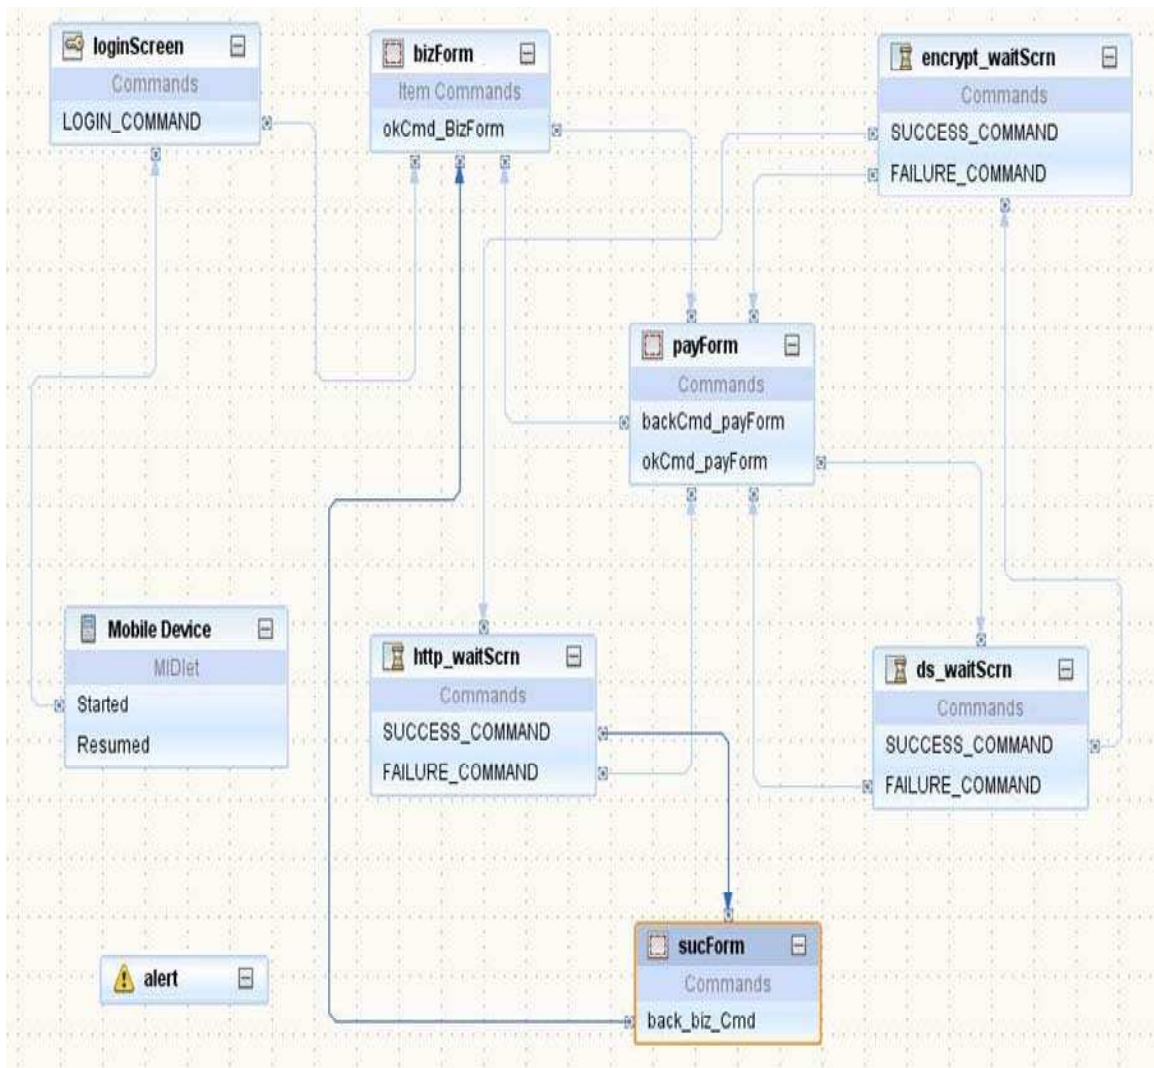 loginScreen
Commands
LOGIN_COMMAND
bizForm
Item Commands
okCmd_BizForm
encrypt_waitScrn
Commands
SUCCESS_COMMAND
FAILURE_COMMAND
payForm
Commands
backCmd_payForm
okCmd_payForm
Mobile Device
MIDlet
Started
Resumed
http_waitScrn
Commands
SUCCESS_COMMAND
FAILURE_COMMAND
ds_waitScrn
Commands
SUCCESS_COMMAND
FAILURE_COMMAND
alert
sucForm
Commands
back_biz_Cmd